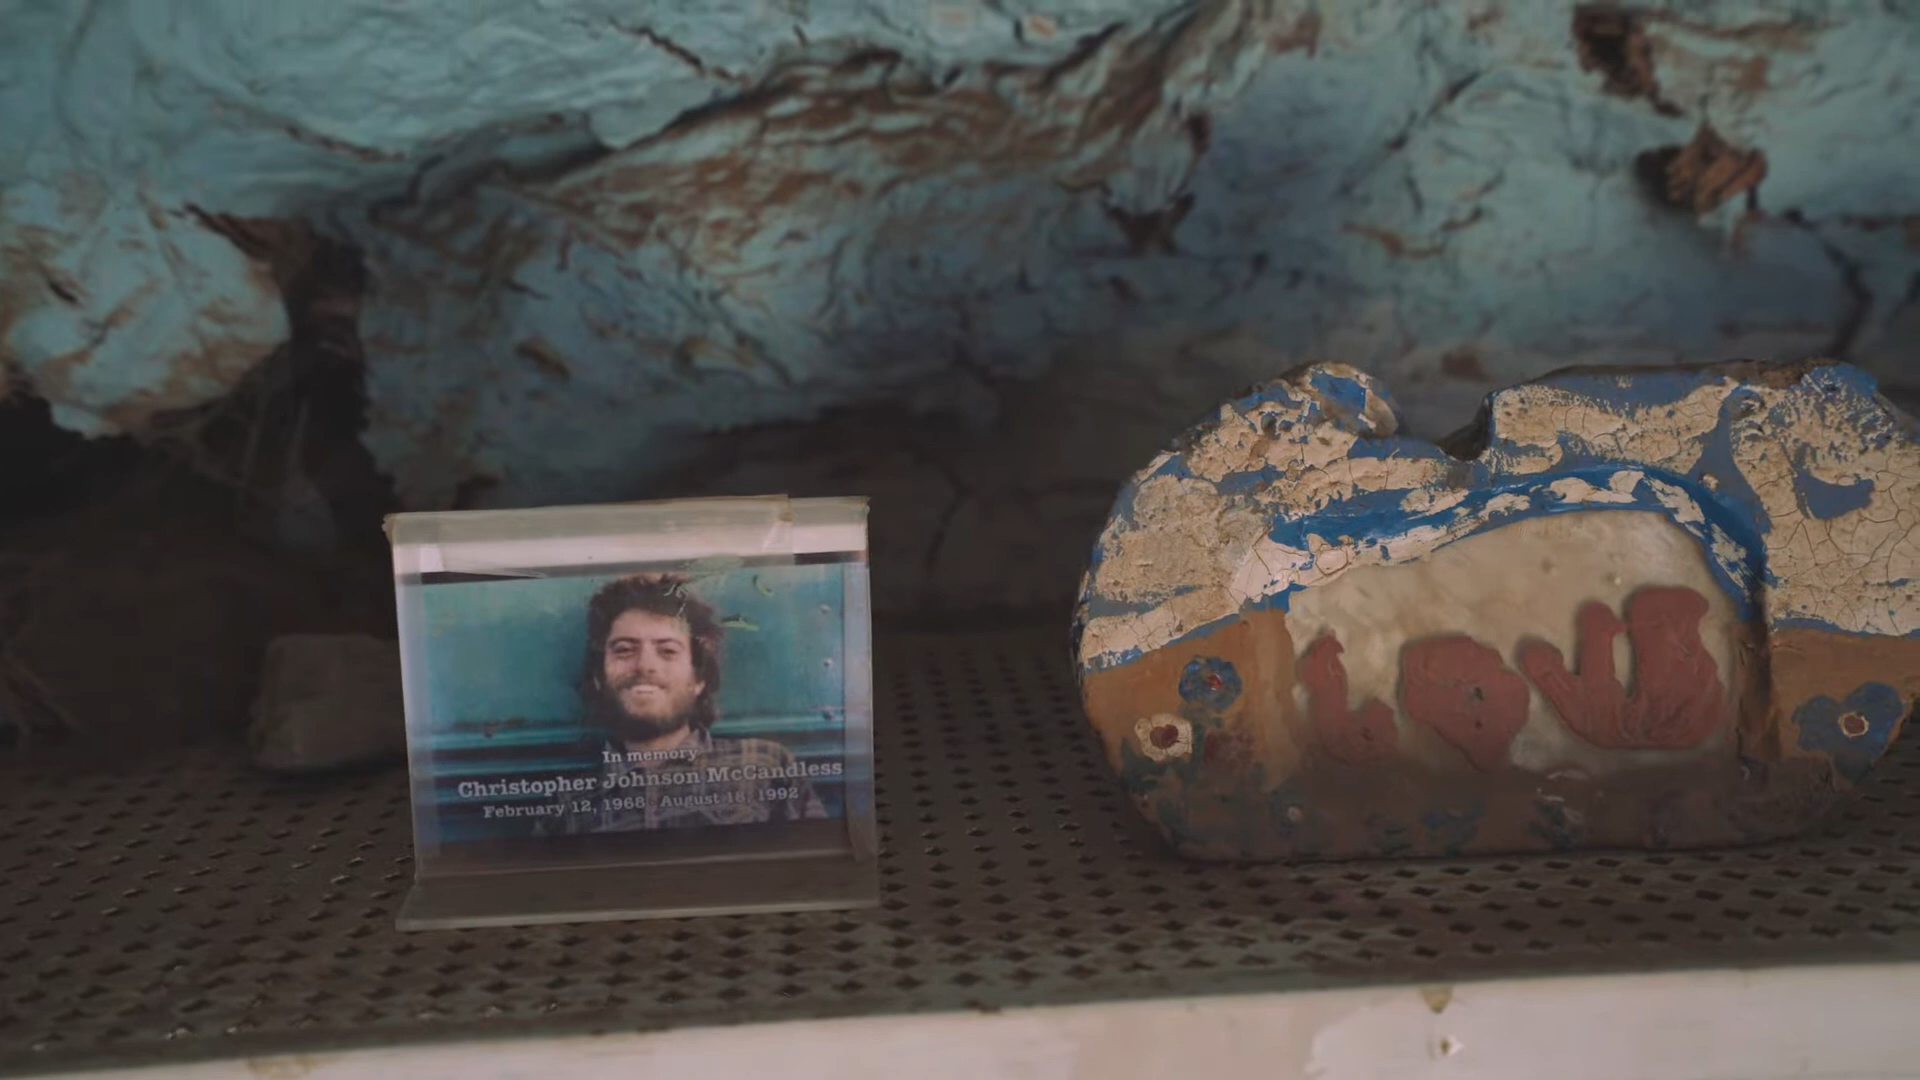 In memory
Christopher Johnson McCandless
February 12, 1968 - August 18, 1992
LOVE